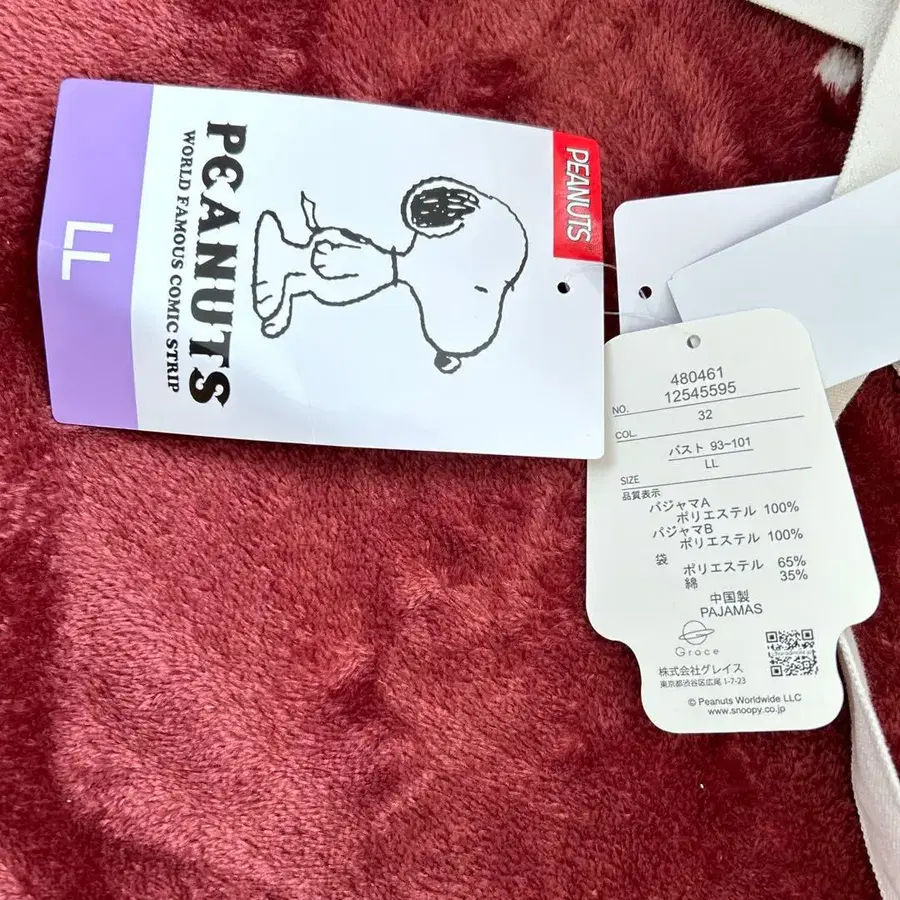 LL
PEANUTS
WORLD FAMOUS COMIC STRIP
PEANUTS
480461
12545595
NO.
32
COL.
バスト 93~101
LL
SIZE
品質表示
パジャマA
ポリエステル 100%
パジャマB
ポリエステル 100%
袋
ポリエステル 65%
綿 35%
中国製
PAJAMAS
Grace
株式会社グレイス
東京都渋谷区広尾 1-7-23
© Peanuts Worldwide LLC
www.snoopy.co.jp